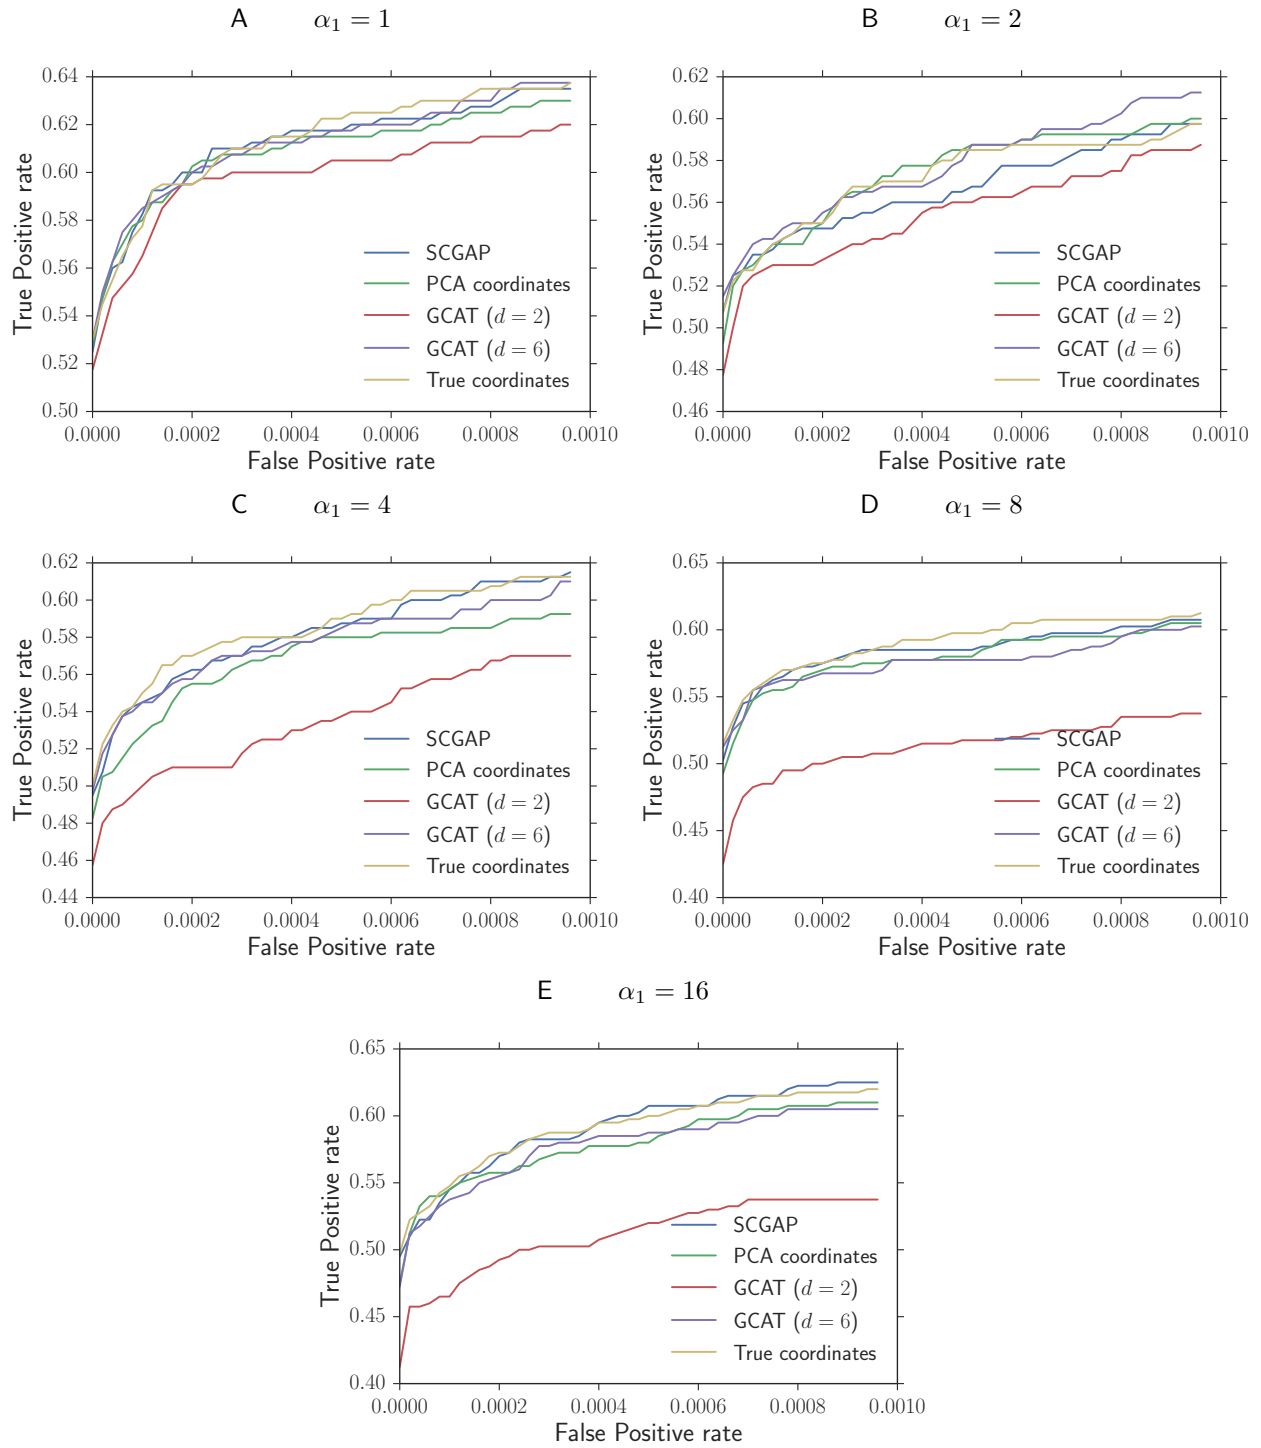 A α₁ = 1
0.64
0.62
0.60
0.58
0.56
0.54
0.52
0.50
True Positive rate
SCGAP
PCA coordinates
GCAT (d = 2)
GCAT (d = 6)
True coordinates
0.0000 0.0002 0.0004 0.0006 0.0008 0.0010
False Positive rate
B α₁ = 2
0.62
0.60
0.58
0.56
0.54
0.52
0.50
0.48
0.46
True Positive rate
SCGAP
PCA coordinates
GCAT (d = 2)
GCAT (d = 6)
True coordinates
0.0000 0.0002 0.0004 0.0006 0.0008 0.0010
False Positive rate
C α₁ = 4
0.62
0.60
0.58
0.56
0.54
0.52
0.50
0.48
0.46
0.44
True Positive rate
SCGAP
PCA coordinates
GCAT (d = 2)
GCAT (d = 6)
True coordinates
0.0000 0.0002 0.0004 0.0006 0.0008 0.0010
False Positive rate
D α₁ = 8
0.65
0.60
0.55
0.50
0.45
0.40
True Positive rate
SCGAP
PCA coordinates
GCAT (d = 2)
GCAT (d = 6)
True coordinates
0.0000 0.0002 0.0004 0.0006 0.0008 0.0010
False Positive rate
E α₁ = 16
0.65
0.60
0.55
0.50
0.45
0.40
True Positive rate
SCGAP
PCA coordinates
GCAT (d = 2)
GCAT (d = 6)
True coordinates
0.0000 0.0002 0.0004 0.0006 0.0008 0.0010
False Positive rate